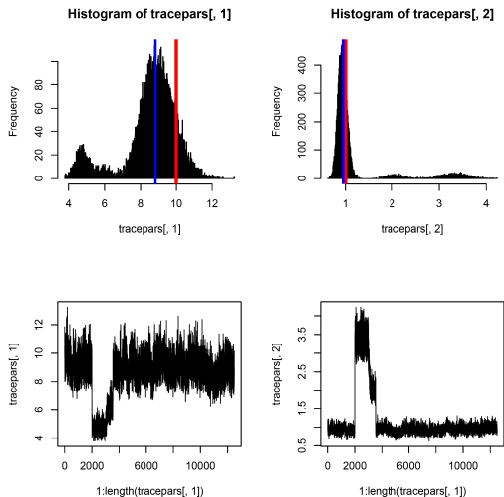 Histogram of tracepars[, 1]
Frequency
0 20 40 60 80
4 6 8 10 12
tracepars[, 1]
Histogram of tracepars[, 2]
Frequency
0 100 200 300 400
1 2 3 4
tracepars[, 2]
tracepars[, 1]
4 6 8 10 12
0 2000 6000 10000
1:length(tracepars[, 1])
tracepars[, 2]
0.5 1.5 2.5 3.5
0 2000 6000 10000
1:length(tracepars[, 1])